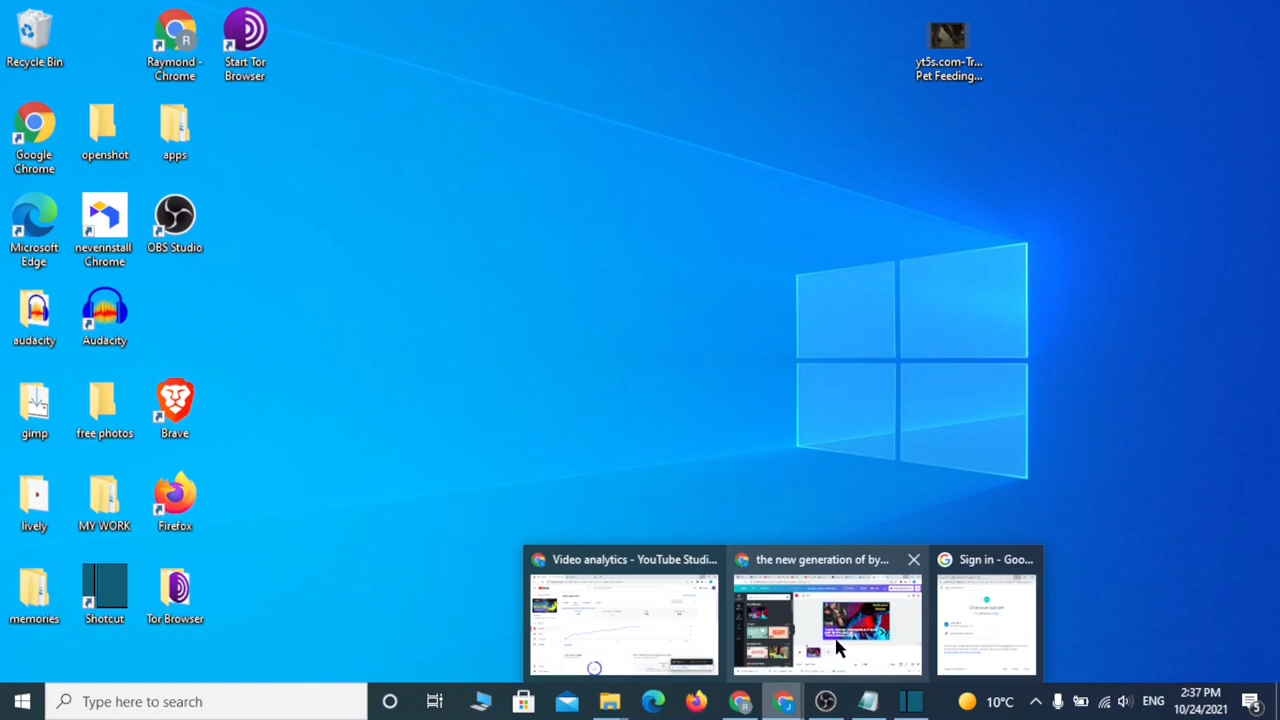 Recycle Bin
Raymond -
Chrome
Start Tor
Browser
yt5s.com-Tr...
Pet Feeding...
Google
Chrome
openshot
apps
Microsoft
Edge
neverinstall
Chrome
OBS Studio
audacity
Audacity
gimp
free photos
Brave
lively
MY WORK
Firefox
memories
Shotcut
Tor Browser
Video analytics - YouTube Studi...
the new generation of by...
Sign in - Goo...
Type here to search
10°C
ENG
2:37 PM
10/24/2021
5